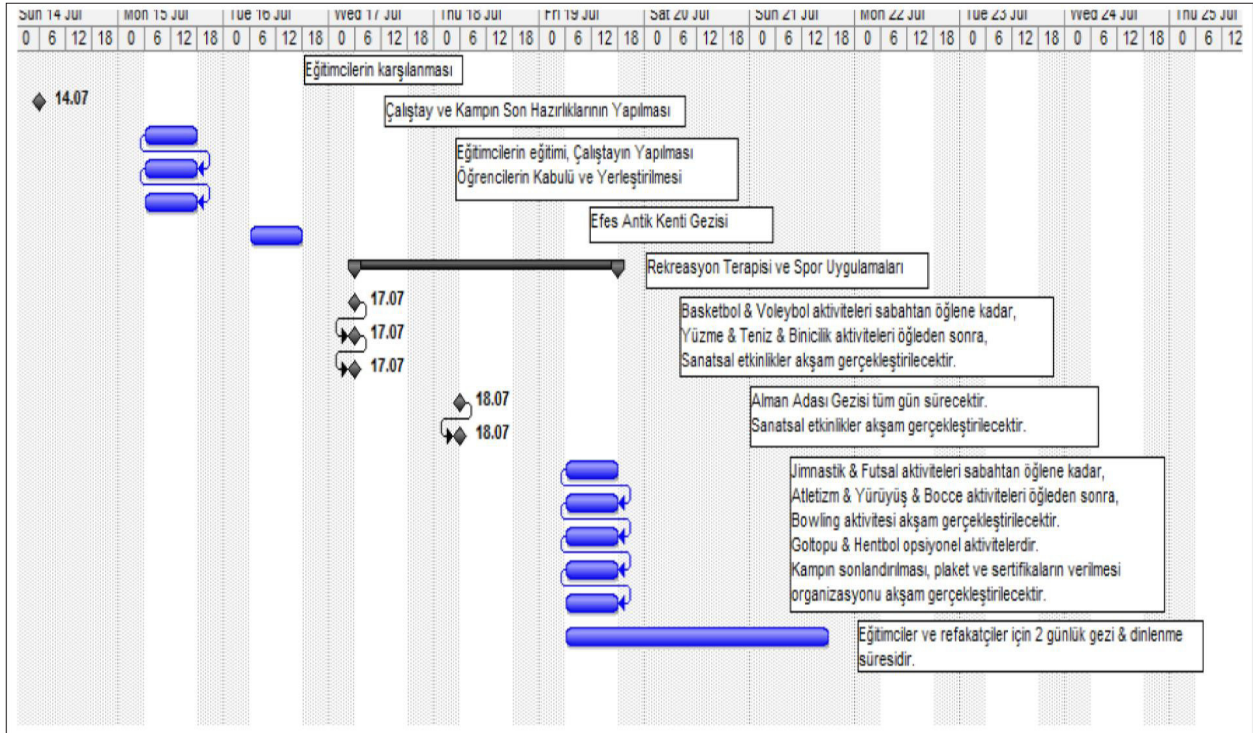 Sun 14 Jul Mon 15 Jul Tue 16 Jul Wed 17 Jul Thu 18 Jul Fri 19 Jul Sat 20 Jul Sun 21 Jul Mon 22 Jul Tue 23 Jul Wed 24 Jul Thu 25 Jul
0 6 12 18 0 6 12 18 0 6 12 18 0 6 12 18 0 6 12 18 0 6 12 18 0 6 12 18 0 6 12 18 0 6 12 18 0 6 12 18 0 6 12 18 0 6 12
Eğitimcilerin karşılanması
14.07
Çalıştay ve Kampın Son Hazırlıklarının Yapılması
Eğitimcilerin eğitimi, Çalıştayın Yapılması
Öğrencilerin Kabulü ve Yerleştirilmesi
Efes Antik Kenti Gezisi
Rekreasyon Terapisi ve Spor Uygulamaları
17.07
Basketbol & Voleybol aktiviteleri sabahtan öğlene kadar,
17.07
Yüzme & Teniz & Binicilik aktiviteleri öğleden sonra,
17.07
Sanatsal etkinlikler akşam gerçekleştirilecektir.
18.07
Alman Adası Gezisi tüm gün sürecektir.
18.07
Sanatsal etkinlikler akşam gerçekleştirilecektir.
Jimnastik & Futsal aktiviteleri sabahtan öğlene kadar,
Atletizm & Yürüyüş & Bocce aktiviteleri öğleden sonra,
Bowling aktivitesi akşam gerçekleştirilecektir.
Goltopu & Hentbol opsiyonel aktivitelerdir.
Kampın sonlandırılması, plaket ve sertifikaların verilmesi
organizasyonu akşam gerçekleştirilecektir.
Eğitimciler ve refakatçiler için 2 günlük gezi & dinlenme
süresidir.